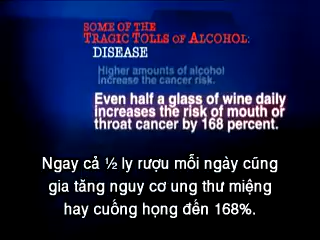 SOME OF THE
TRAGIC TOLLS OF ALCOHOL:
DISEASE
Higher amounts of alcohol
increase the cancer risk.
Even half a glass of wine daily
increases the risk of mouth or
throat cancer by 168 percent.
Ngay cả ½ ly rượu mỗi ngày cũng
gia tăng nguy cơ ung thư miệng
hay cuống họng đến 168%.